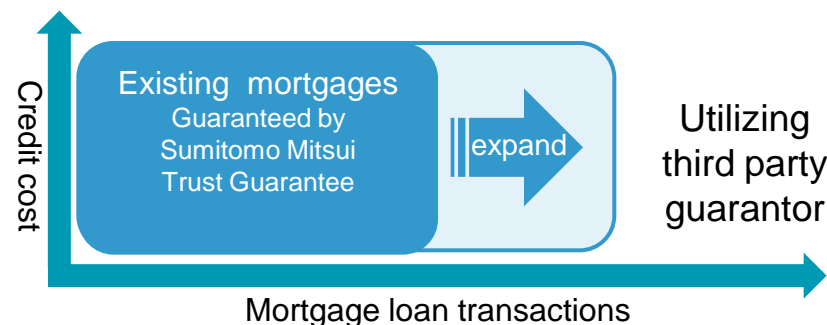 Credit cost
Existing mortgages
Guaranteed by
Sumitomo Mitsui
Trust Guarantee
expand
Utilizing
third party
guarantor
Mortgage loan transactions